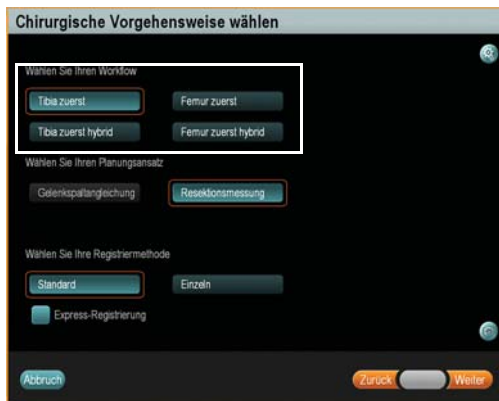 Chirurgische Vorgehensweise wählen
Wählen Sie Ihren Workflow
Tibia zuerst
Femur zuerst
Tibia zuerst hybrid
Femur zuerst hybrid
Wählen Sie Ihren Planungsansatz
Gelenkspaltangleichung
Resektionsmessung
Wählen Sie Ihre Registriermethode
Standard
Einzeln
Express-Registrierung
Abbruch
Zurück
Weiter